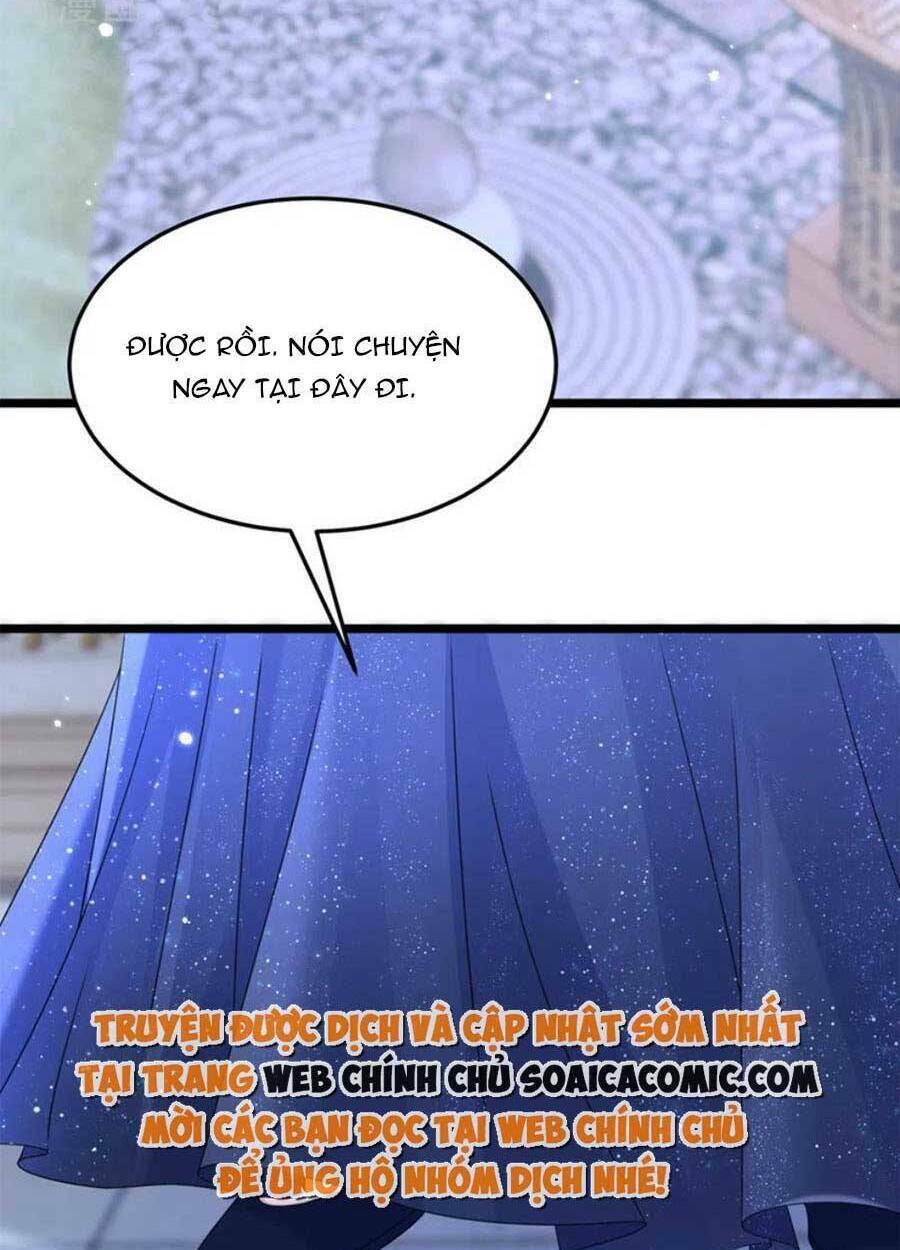 ĐƯỢC RỒI. NÓI CHUYỆN
NGAY TẠI ĐÂY ĐI.
TRUYỆN ĐƯỢC DỊCH VÀ CẬP NHẬT SỚM NHẤT
TẠI TRANG WEB CHÍNH CHỦ SOAICACOMIC.COM
MỜI CÁC BẠN ĐỌC TẠI WEB CHÍNH CHỦ
ĐỂ ỦNG HỘ NHÓM DỊCH NHÉ!